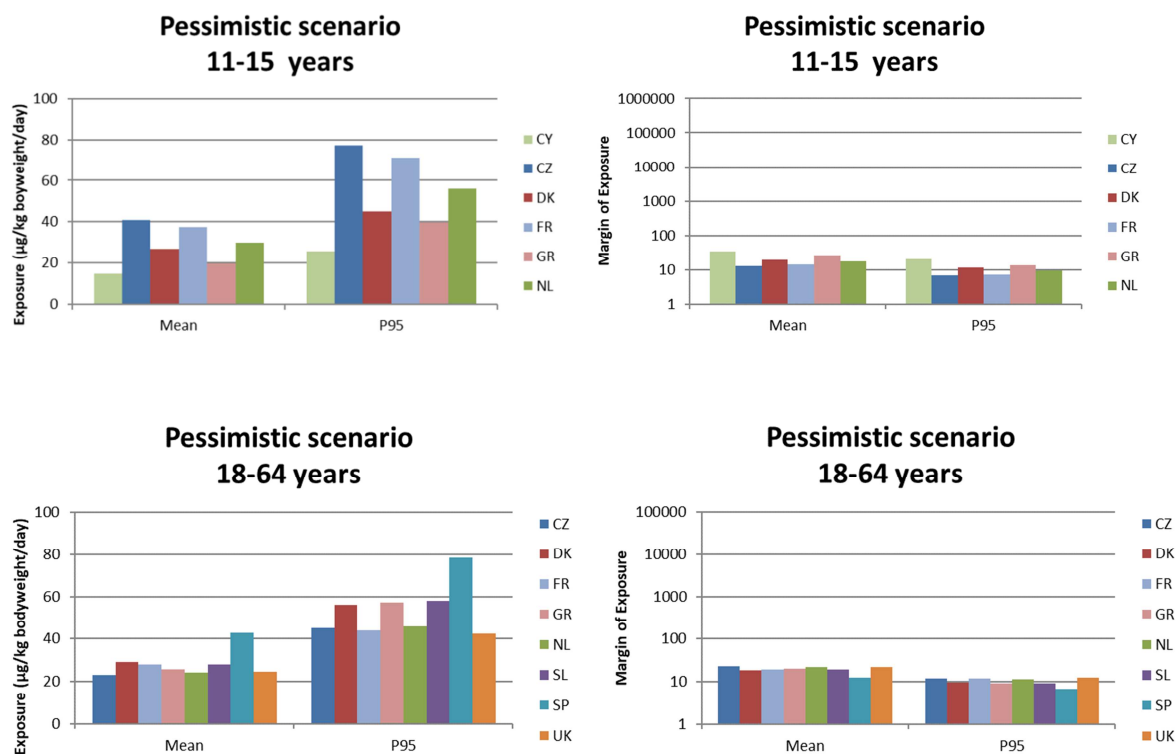 Pessimistic scenario
11-15 years
Exposure (µg/kg boyweight/day)
100
80
60
40
20
0
Mean
P95
CY
CZ
DK
FR
GR
NL
Pessimistic scenario
11-15 years
Margin of Exposure
1000000
100000
10000
1000
100
10
1
Mean
P95
CY
CZ
DK
FR
GR
NL
Pessimistic scenario
18-64 years
Exposure (µg/kg bodyweight/day)
100
80
60
40
20
0
Mean
P95
CZ
DK
FR
GR
NL
SL
SP
UK
Pessimistic scenario
18-64 years
Margin of Exposure
100000
10000
1000
100
10
1
Mean
P95
CZ
DK
FR
GR
NL
SL
SP
UK